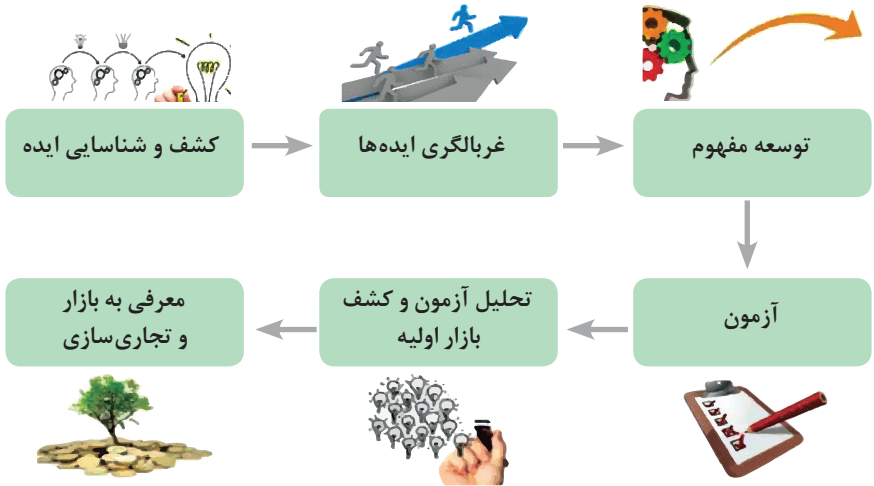 کشف و شناسایی ایده
غربالگری ایده‌ها
توسعه مفهوم
آزمون
تحلیل آزمون و کشف
بازار اولیه
معرفی به بازار
و تجاری‌سازی